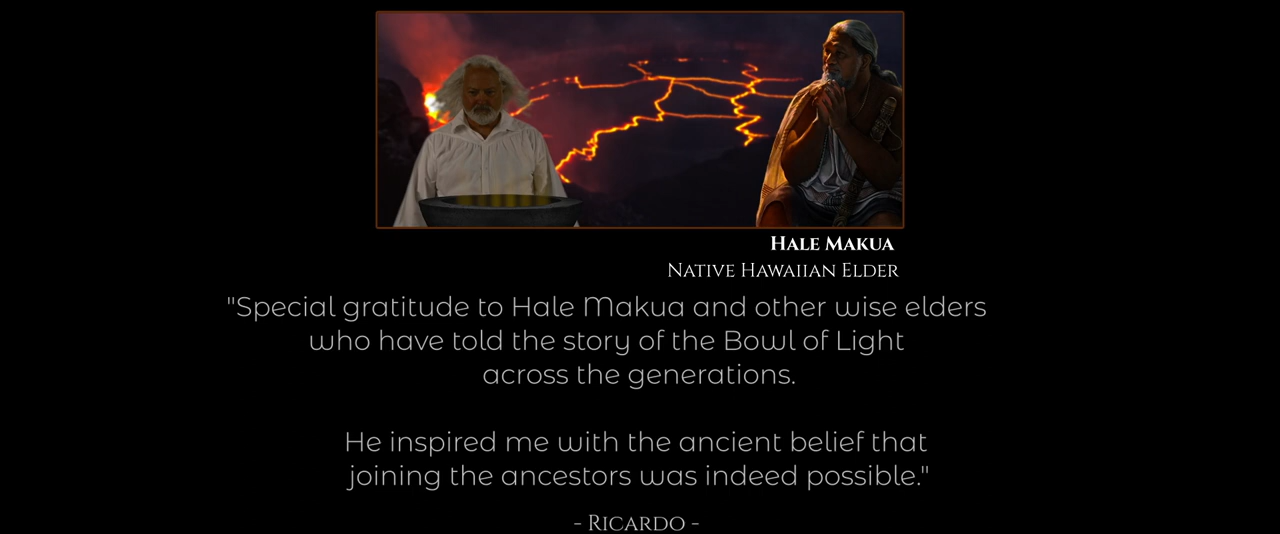 Hale Makua
Native Hawaiian Elder
"Special gratitude to Hale Makua and other wise elders
who have told the story of the Bowl of Light
across the generations.
He inspired me with the ancient belief that
joining the ancestors was indeed possible."
- Ricardo -